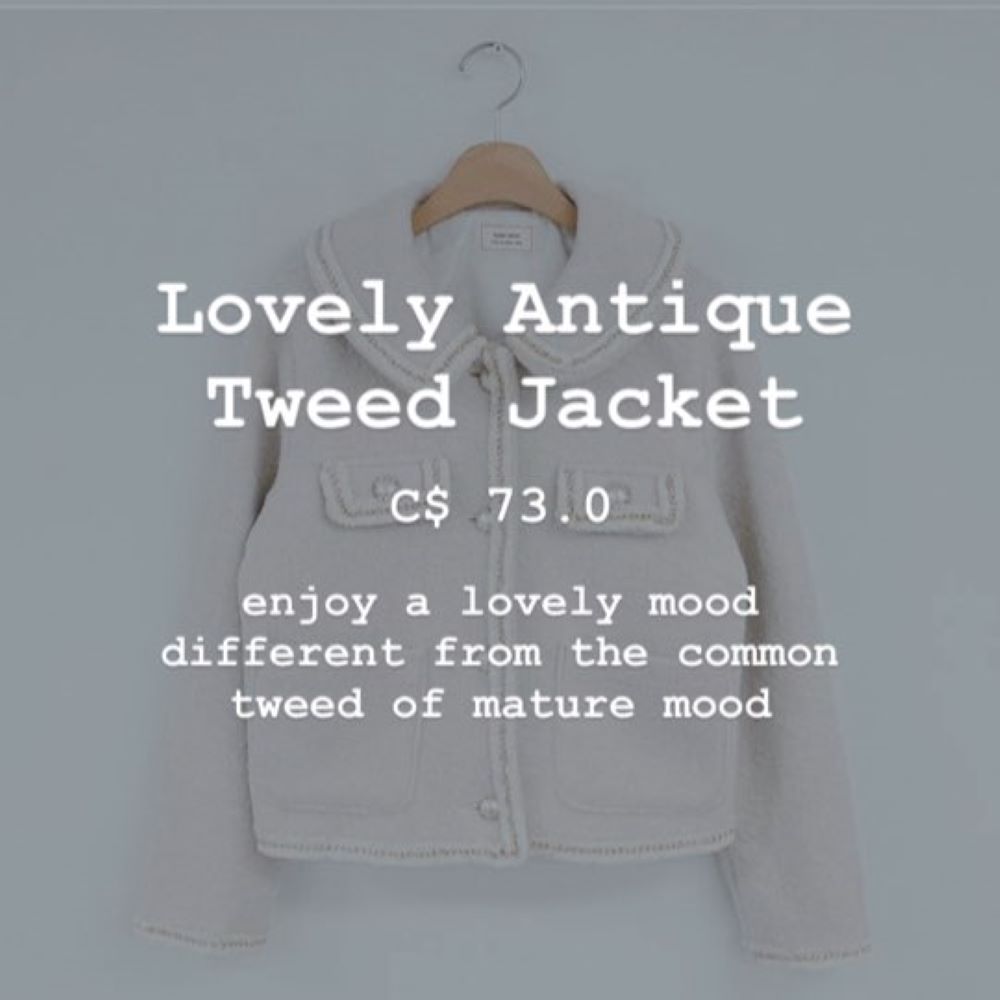 Lovely Antique
Tweed Jacket
C$ 73.0
enjoy a lovely mood
different from the common
tweed of mature mood